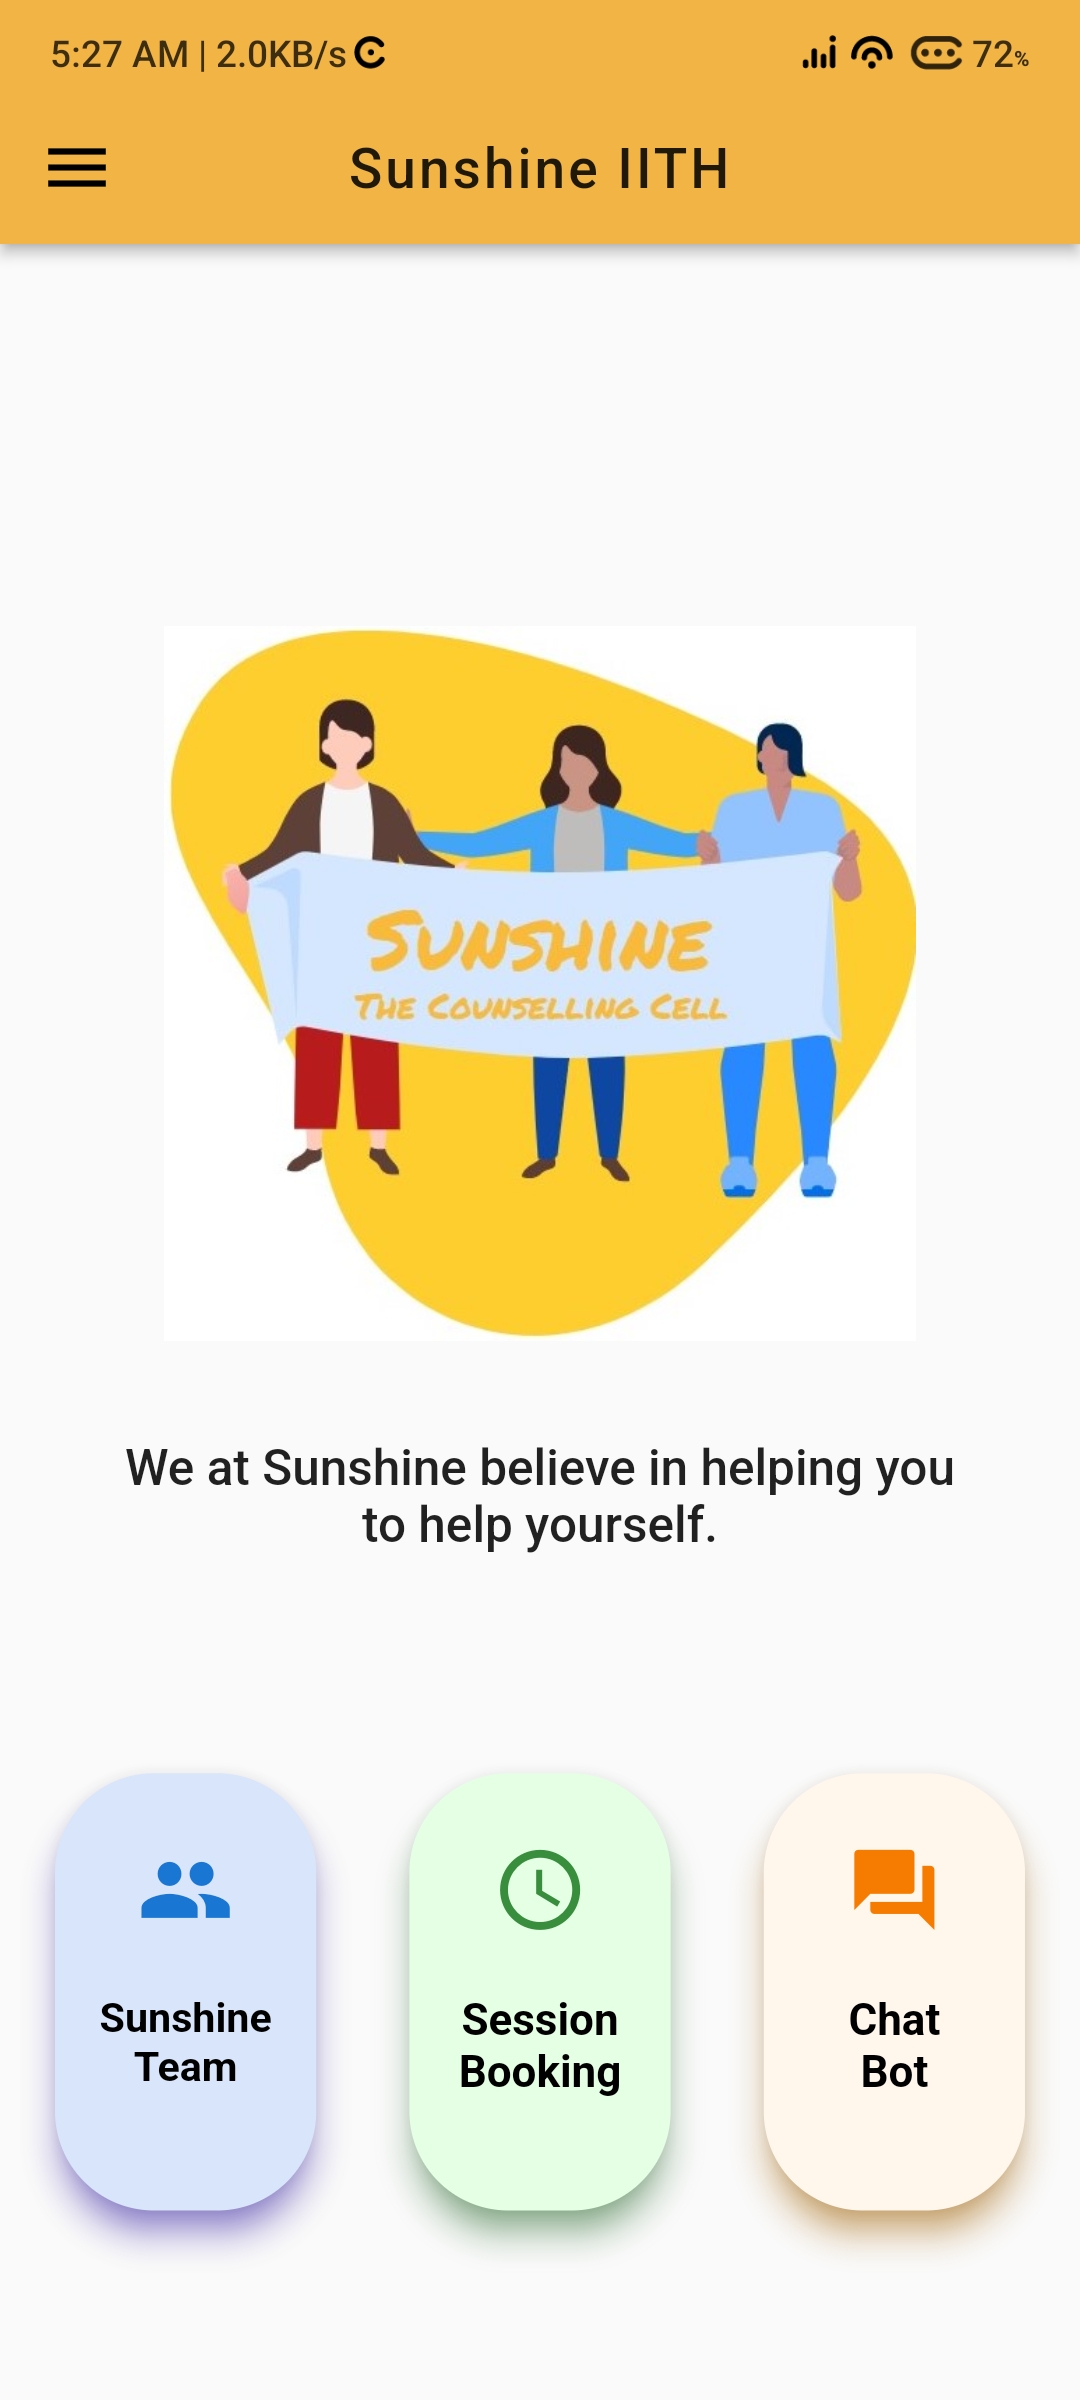 5:27 AM | 2.0KB/s
72%
Sunshine IITH
SUNSHINE
THE COUNSELLING CELL
We at Sunshine believe in helping you
to help yourself.
Sunshine
Team
Session
Booking
Chat
Bot